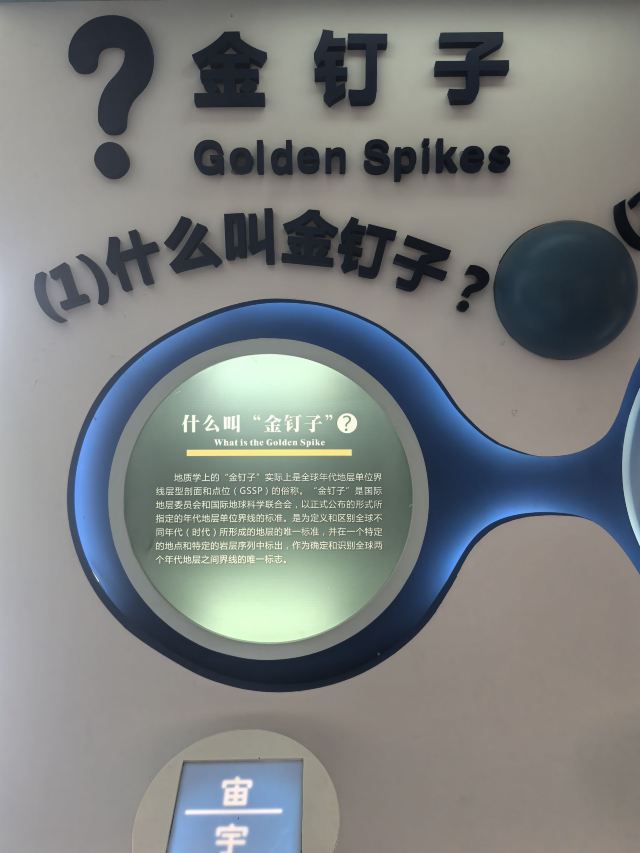 ?
金钉子
Golden Spikes
(1)什么叫金钉子?
什么叫“金钉子”?
What is the Golden Spike
地质学上的“金钉子”实际上是全球年代地层单位界
线层型剖面和点位（GSSP）的俗称。“金钉子”是国际
地层委员会和国际地球科学联合会，以正式公布的形式所
指定的年代地层单位界线的标准。是为定义和区别全球不
同年代（时代）所形成的地层的唯一标准，并在一个特定
的地点和特定的岩层序列中标出，作为确定和识别全球两
个年代地层之间界线的唯一标志。
宙
宇